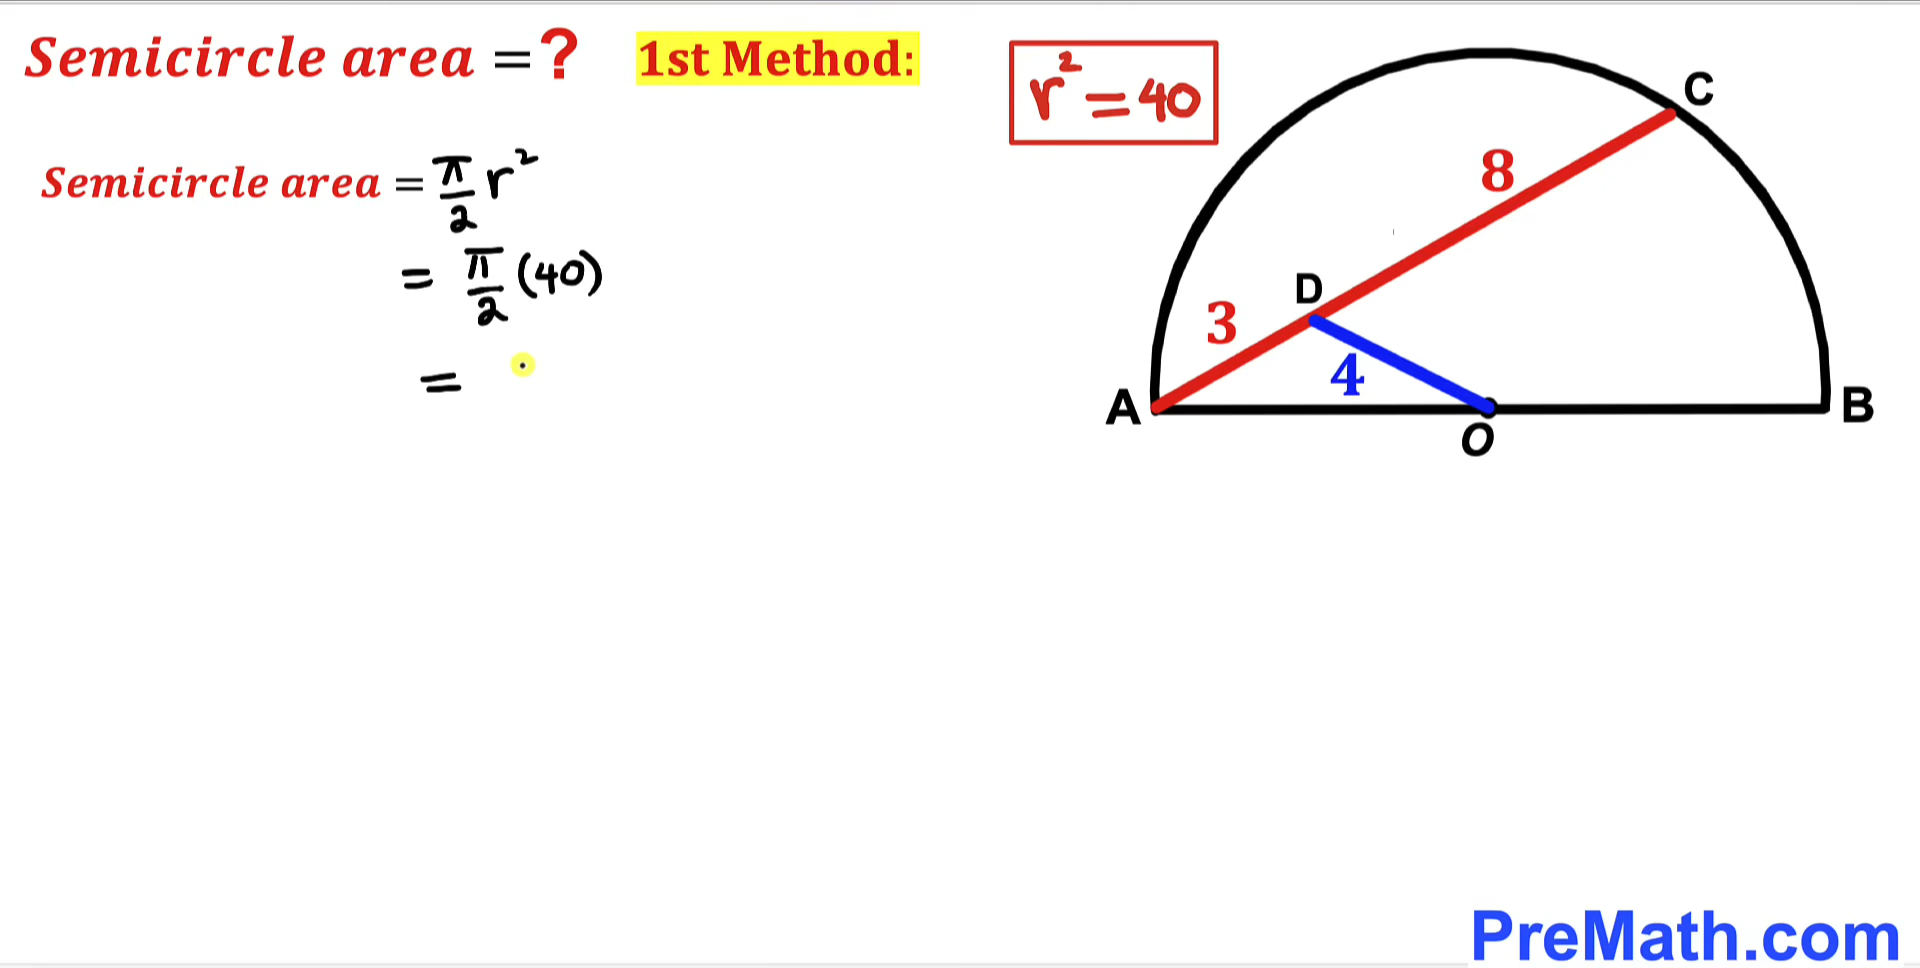 Semicircle area = ?
1st Method:
r² = 40
Semicircle area = π/2 r²
= π/2 (40)
=
C
8
D
3
4
A
B
O
PreMath.com